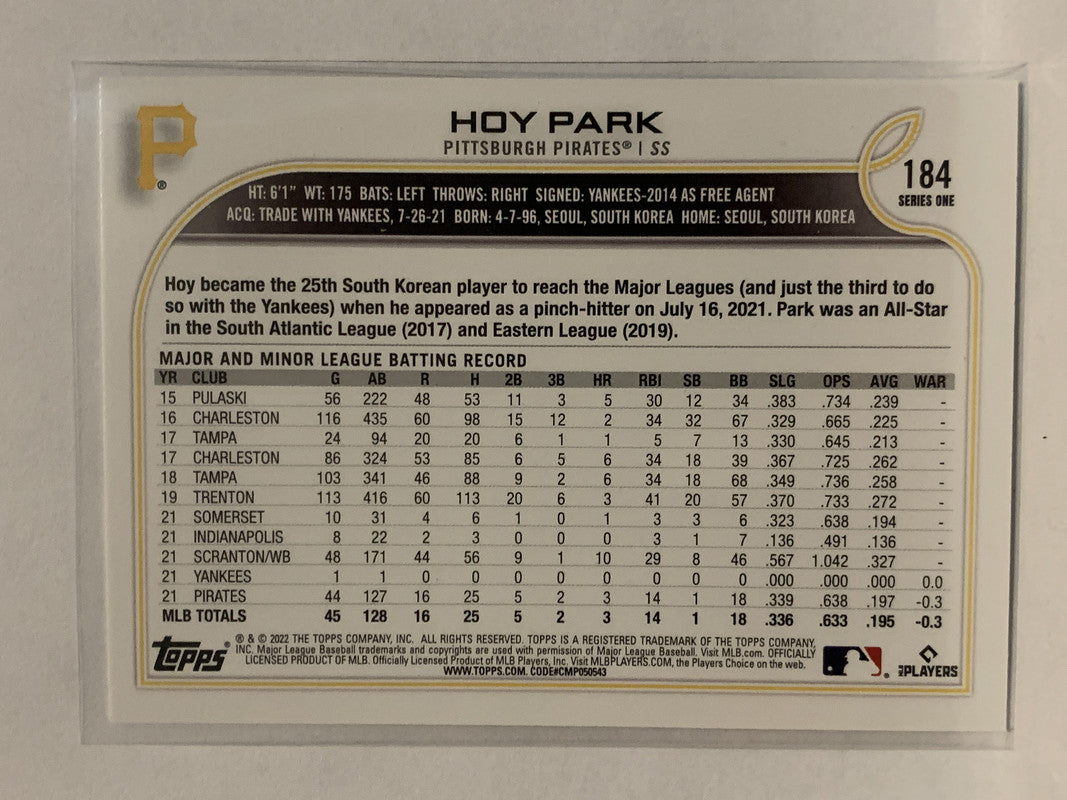 P®
HOY PARK
PITTSBURGH PIRATES® | SS
184
SERIES ONE
HT: 6'1" WT: 175 BATS: LEFT THROWS: RIGHT SIGNED: YANKEES-2014 AS FREE AGENT
ACQ: TRADE WITH YANKEES, 7-26-21 BORN: 4-7-96, SEOUL, SOUTH KOREA HOME: SEOUL, SOUTH KOREA
Hoy became the 25th South Korean player to reach the Major Leagues (and just the third to do
so with the Yankees) when he appeared as a pinch-hitter on July 16, 2021. Park was an All-Star
in the South Atlantic League (2017) and Eastern League (2019).
MAJOR AND MINOR LEAGUE BATTING RECORD
YR CLUB G AB R H 2B 3B HR RBI SB BB SLG OPS AVG WAR
15 PULASKI 56 222 48 53 11 3 5 30 12 34 .383 .734 .239 -
16 CHARLESTON 116 435 60 98 15 12 2 34 32 67 .329 .665 .225 -
17 TAMPA 24 94 20 20 6 1 1 5 7 13 .330 .645 .213 -
17 CHARLESTON 86 324 53 85 6 5 6 34 18 39 .367 .725 .262 -
18 TAMPA 103 341 46 88 9 2 6 34 18 68 .349 .736 .258 -
19 TRENTON 113 416 60 113 20 6 3 41 20 57 .370 .733 .272 -
21 SOMERSET 10 31 4 6 1 0 1 3 3 6 .323 .638 .194 -
21 INDIANAPOLIS 8 22 2 3 0 0 0 3 1 7 .136 .491 .136 -
21 SCRANTON/WB 48 171 44 56 9 1 10 29 8 46 .567 1.042 .327 -
21 YANKEES 1 1 0 0 0 0 0 0 0 0 .000 .000 .000 0.0
21 PIRATES 44 127 16 25 5 2 3 14 1 18 .339 .638 .197 -0.3
MLB TOTALS 45 128 16 25 5 2 3 14 1 18 .336 .633 .195 -0.3
Topps®
® & © 2022 THE TOPPS COMPANY, INC. ALL RIGHTS RESERVED. TOPPS IS A REGISTERED TRADEMARK OF THE TOPPS COMPANY,
INC. Major League Baseball trademarks and copyrights are used with permission of Major League Baseball. Visit MLB.com. OFFICIALLY
LICENSED PRODUCT OF MLB. Officially Licensed Product of MLB Players, Inc. Visit MLBPLAYERS.COM, the Players Choice on the web.
WWW.TOPPS.COM. CODE#CMP050543
MLB PLAYERS